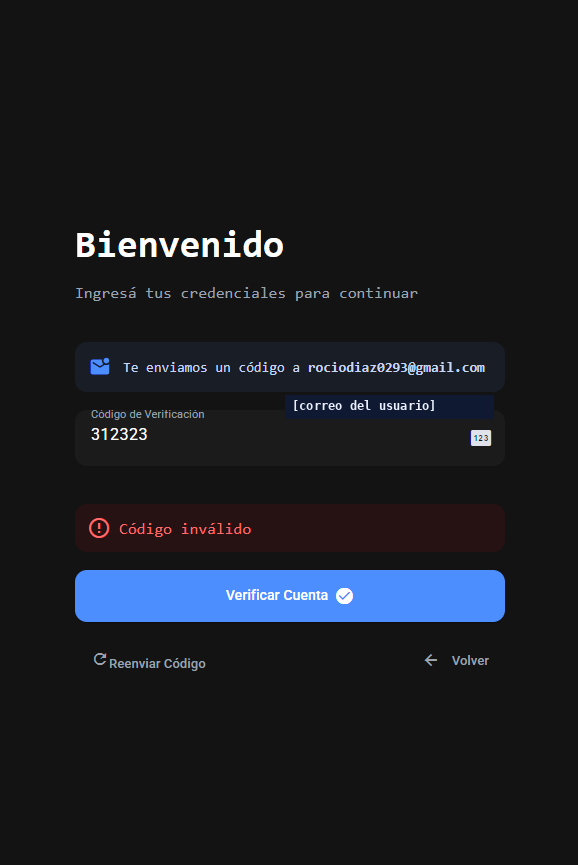 Bienvenido
Ingresá tus credenciales para continuar
Te enviamos un código a rociodiaz0293@gmail.com
[correo del usuario]
Código de Verificación
312323
123
Código inválido
Verificar Cuenta
Reenviar Código
Volver